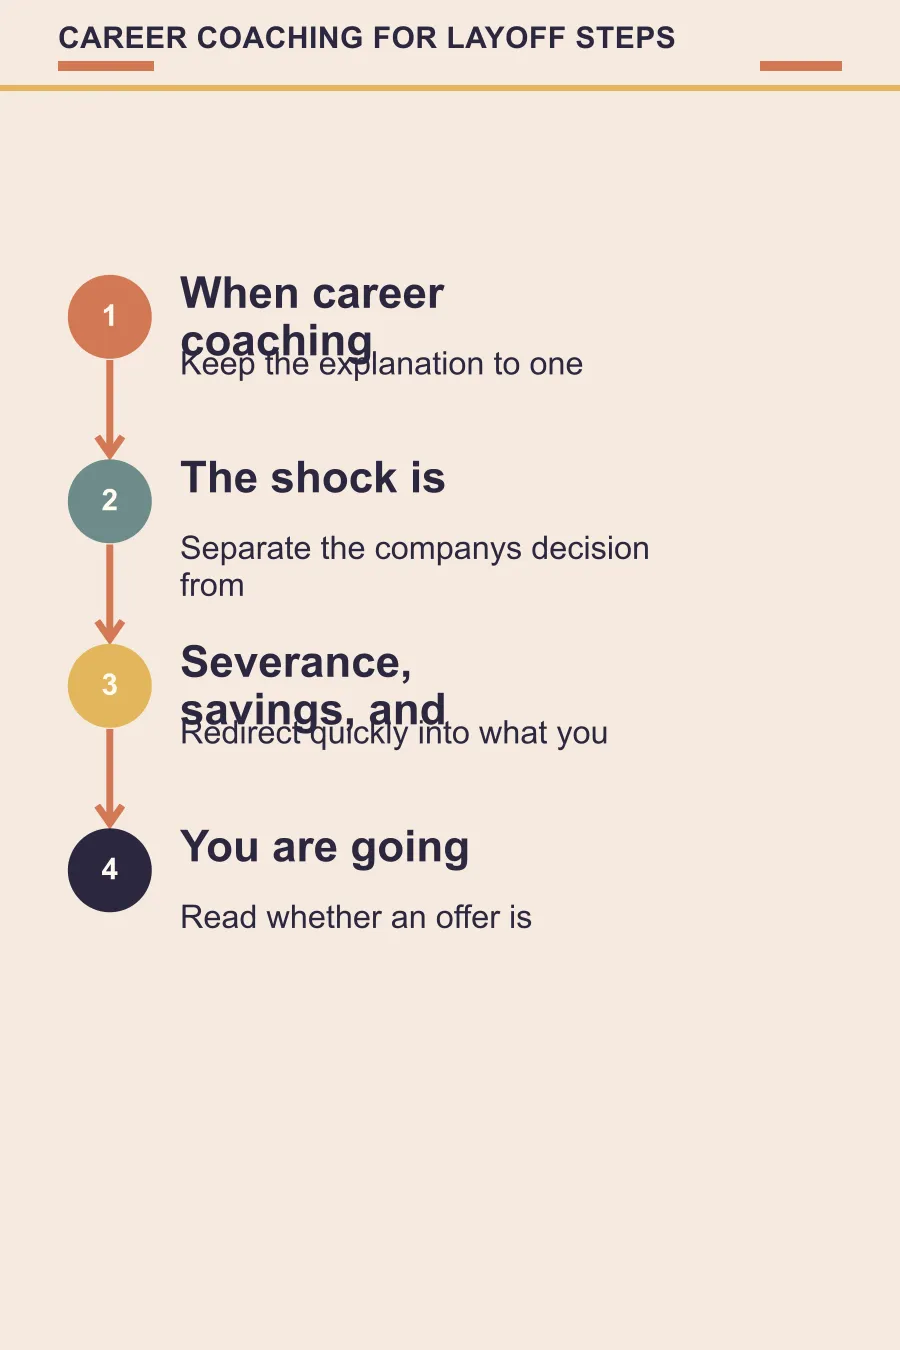 CAREER COACHING FOR LAYOFF STEPS
1
When career
coaching
Keep the explanation to one
2
The shock is
Separate the companys decision
from
3
Severance,
savings, and
Redirect quickly into what you
4
You are going
Read whether an offer is